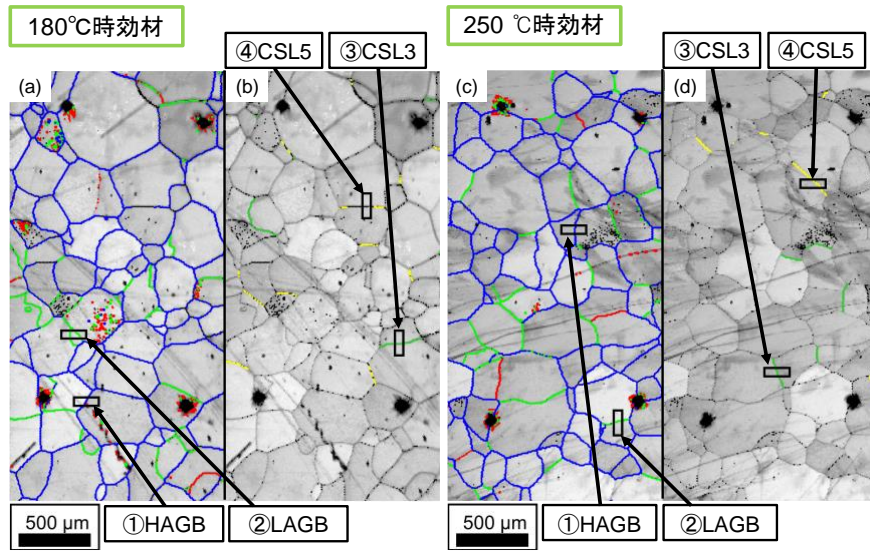 180℃時効材
④CSL5
③CSL3
250 ℃時効材
③CSL3
④CSL5
(a)
(b)
(c)
(d)
500 µm
①HAGB
②LAGB
500 µm
①HAGB
②LAGB